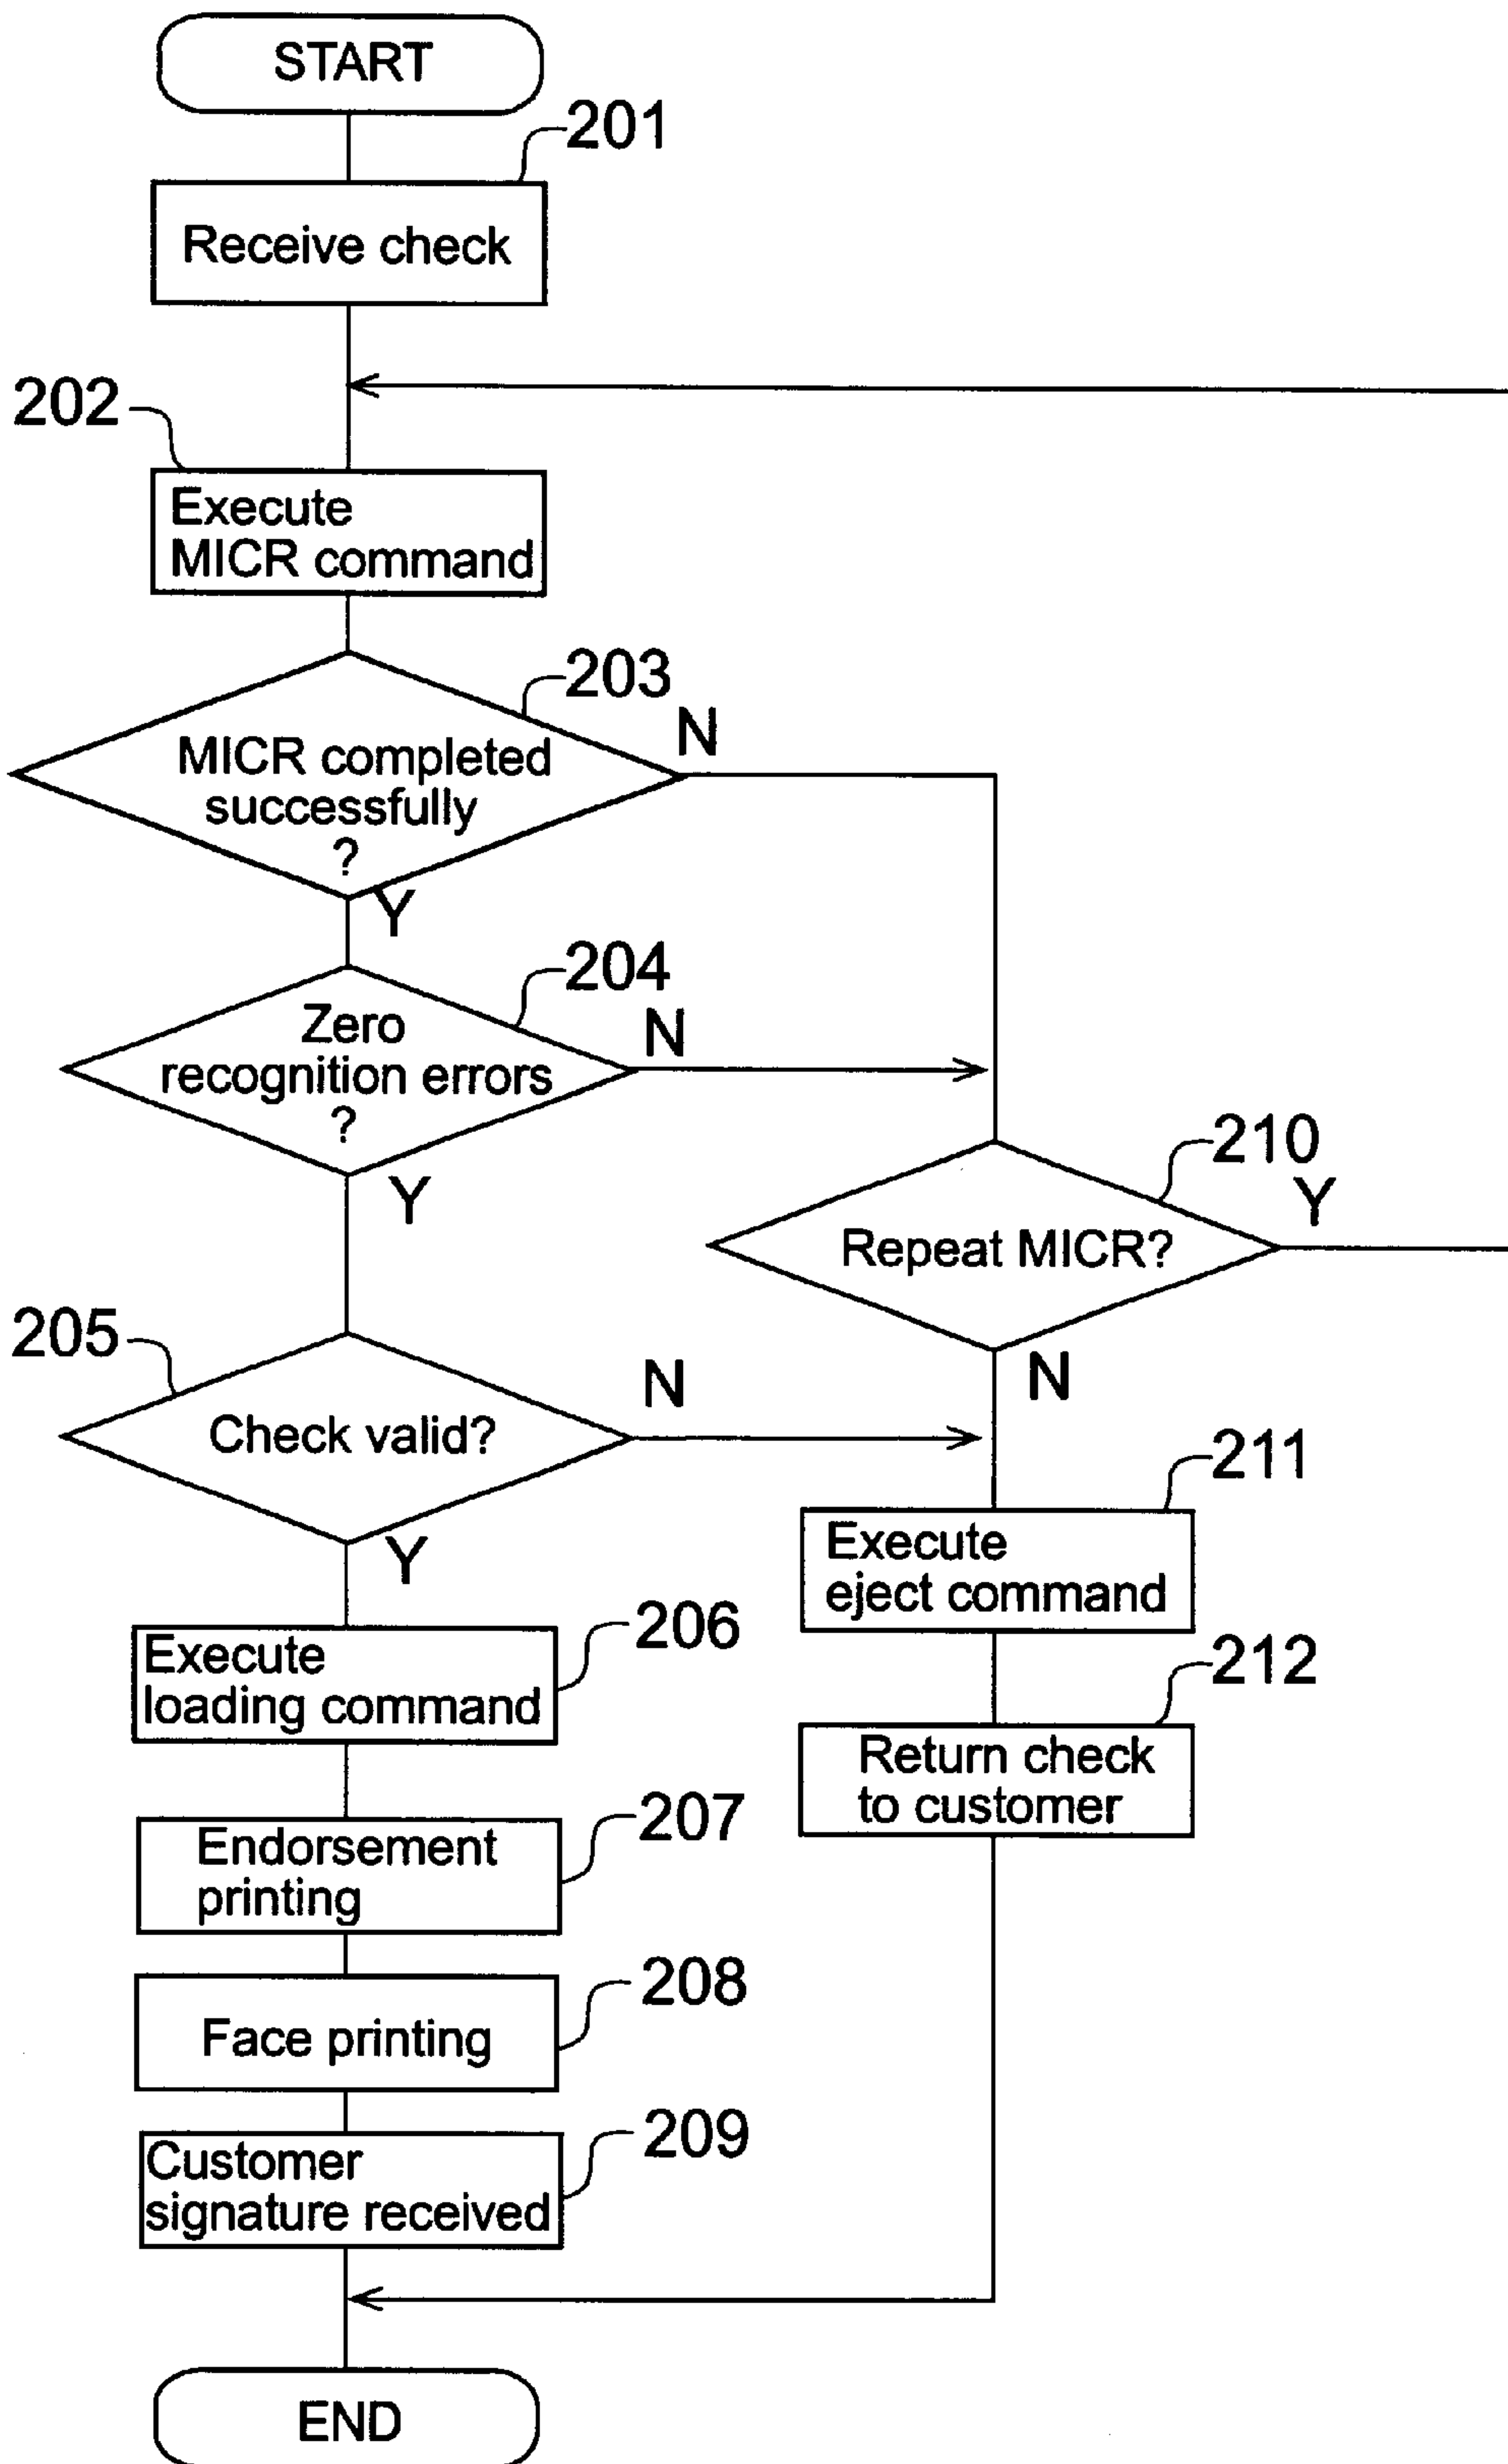 START
201
Receive check
202
Execute
MICR command
203
MICR completed
successfully
?
N
Y
204
Zero
recognition errors
?
N
Y
210
Repeat MICR?
Y
N
205
Check valid?
N
Y
211
Execute
eject command
206
Execute
loading command
212
Return check
to customer
207
Endorsement
printing
208
Face printing
209
Customer
signature received
END